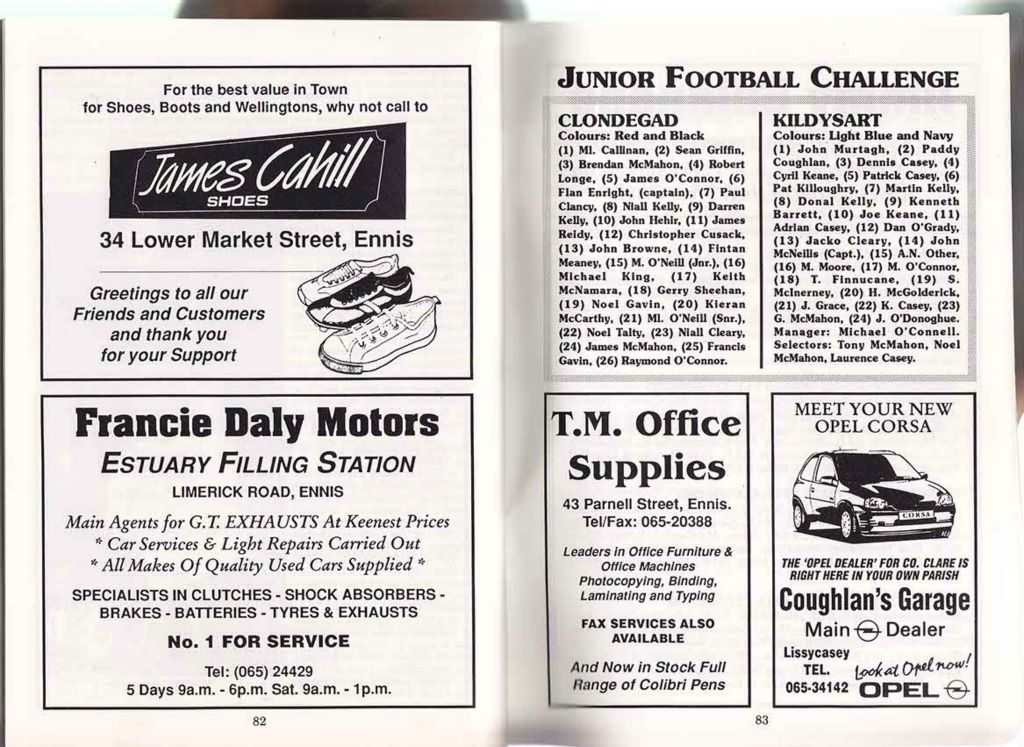 For the best value in Town
for Shoes, Boots and Wellingtons, why not call to
James Cahill
SHOES
34 Lower Market Street, Ennis
Greetings to all our
Friends and Customers
and thank you
for your Support
Francie Daly Motors
ESTUARY FILLING STATION
LIMERICK ROAD, ENNIS
Main Agents for G.T. EXHAUSTS At Keenest Prices
* Car Services & Light Repairs Carried Out
* All Makes Of Quality Used Cars Supplied *
SPECIALISTS IN CLUTCHES - SHOCK ABSORBERS -
BRAKES - BATTERIES - TYRES & EXHAUSTS
No. 1 FOR SERVICE
Tel: (065) 24429
5 Days 9a.m. - 6p.m. Sat. 9a.m. - 1p.m.
82
JUNIOR FOOTBALL CHALLENGE
CLONDEGAD
Colours: Red and Black
(1) Ml. Callinan, (2) Sean Griffin,
(3) Brendan McMahon, (4) Robert
Longe, (5) James O'Connor, (6)
Flan Enright, (captain), (7) Paul
Clancy, (8) Niall Kelly, (9) Darren
Kelly, (10) John Hehir, (11) James
Reidy, (12) Christopher Cusack,
(13) John Browne, (14) Fintan
Meaney, (15) M. O'Neill (Jnr.), (16)
Michael King, (17) Keith
McNamara, (18) Gerry Sheehan,
(19) Noel Gavin, (20) Kieran
McCarthy, (21) Ml. O'Neill (Snr.),
(22) Noel Talty, (23) Niall Cleary,
(24) James McMahon, (25) Francis
Gavin, (26) Raymond O'Connor.
KILDYSART
Colours: Light Blue and Navy
(1) John Murtagh, (2) Paddy
Coughlan, (3) Dennis Casey, (4)
Cyril Keane, (5) Patrick Casey, (6)
Pat Killoughry, (7) Martin Kelly,
(8) Donal Kelly, (9) Kenneth
Barrett, (10) Joe Keane, (11)
Adrian Casey, (12) Dan O'Grady,
(13) Jacko Cleary, (14) John
McNeilis (Capt.), (15) A.N. Other,
(16) M. Moore, (17) M. O'Connor,
(18) T. Finnucane, (19) S.
McInerney, (20) H. McGolderick,
(21) J. Grace, (22) K. Casey, (23)
G. McMahon, (24) J. O'Donoghue.
Manager: Michael O'Connell.
Selectors: Tony McMahon, Noel
McMahon, Laurence Casey.
T.M. Office
Supplies
43 Parnell Street, Ennis.
Tel/Fax: 065-20388
Leaders in Office Furniture &
Office Machines
Photocopying, Binding,
Laminating and Typing
FAX SERVICES ALSO
AVAILABLE
And Now in Stock Full
Range of Colibri Pens
MEET YOUR NEW
OPEL CORSA
CORSA
THE 'OPEL DEALER' FOR CO. CLARE IS
RIGHT HERE IN YOUR OWN PARISH
Coughlan's Garage
Main Dealer
Lissycasey
TEL. Look at Opel now!
065-34142 OPEL
83